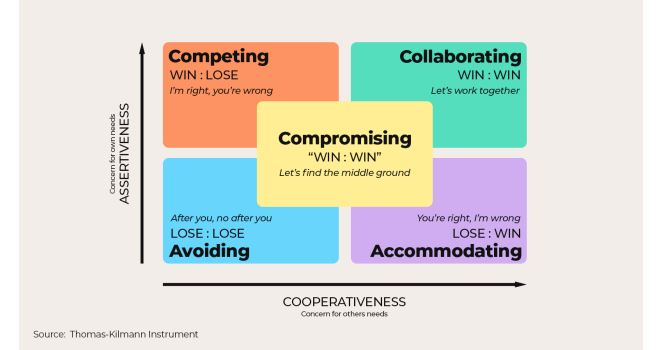 Competing
WIN : LOSE
I'm right, you're wrong
Collaborating
WIN : WIN
Let's work together
Compromising
“WIN : WIN”
Let's find the middle ground
After you, no after you
LOSE : LOSE
Avoiding
You're right, I'm wrong
LOSE : WIN
Accommodating
Concern for own needs
ASSERTIVENESS
COOPERATIVENESS
Concern for others needs
Source: Thomas-Kilmann Instrument